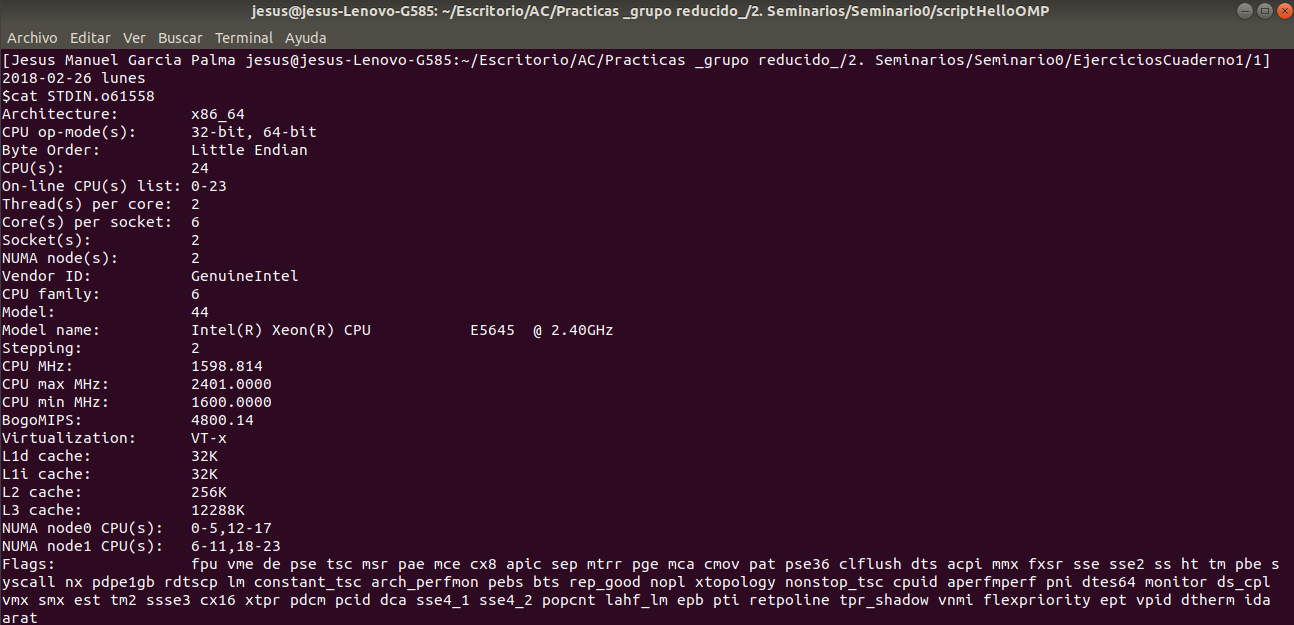 jesus@jesus-Lenovo-G585: ~/Escritorio/AC/Practicas _grupo reducido_/2. Seminarios/Seminario0/scriptHelloOMP
Archivo Editar Ver Buscar Terminal Ayuda
[Jesus Manuel Garcia Palma jesus@jesus-Lenovo-G585:~/Escritorio/AC/Practicas _grupo reducido_/2. Seminarios/Seminario0/EjerciciosCuaderno1/1]
2018-02-26 lunes
$cat STDIN.o61558
Architecture:        x86_64
CPU op-mode(s):      32-bit, 64-bit
Byte Order:          Little Endian
CPU(s):              24
On-line CPU(s) list: 0-23
Thread(s) per core:  2
Core(s) per socket:  6
Socket(s):           2
NUMA node(s):        2
Vendor ID:           GenuineIntel
CPU family:          6
Model:               44
Model name:          Intel(R) Xeon(R) CPU           E5645  @ 2.40GHz
Stepping:            2
CPU MHz:             1598.814
CPU max MHz:         2401.0000
CPU min MHz:         1600.0000
BogoMIPS:            4800.14
Virtualization:      VT-x
L1d cache:           32K
L1i cache:           32K
L2 cache:            256K
L3 cache:            12288K
NUMA node0 CPU(s):   0-5,12-17
NUMA node1 CPU(s):   6-11,18-23
Flags:               fpu vme de pse tsc msr pae mce cx8 apic sep mtrr pge mca cmov pat pse36 clflush dts acpi mmx fxsr sse sse2 ss ht tm pbe s
yscall nx pdpe1gb rdtscp lm constant_tsc arch_perfmon pebs bts rep_good nopl xtopology nonstop_tsc cpuid aperfmperf pni dtes64 monitor ds_cpl
vmx smx est tm2 ssse3 cx16 xtpr pdcm pcid dca sse4_1 sse4_2 popcnt lahf_lm epb pti retpoline tpr_shadow vnmi flexpriority ept vpid dtherm ida
arat